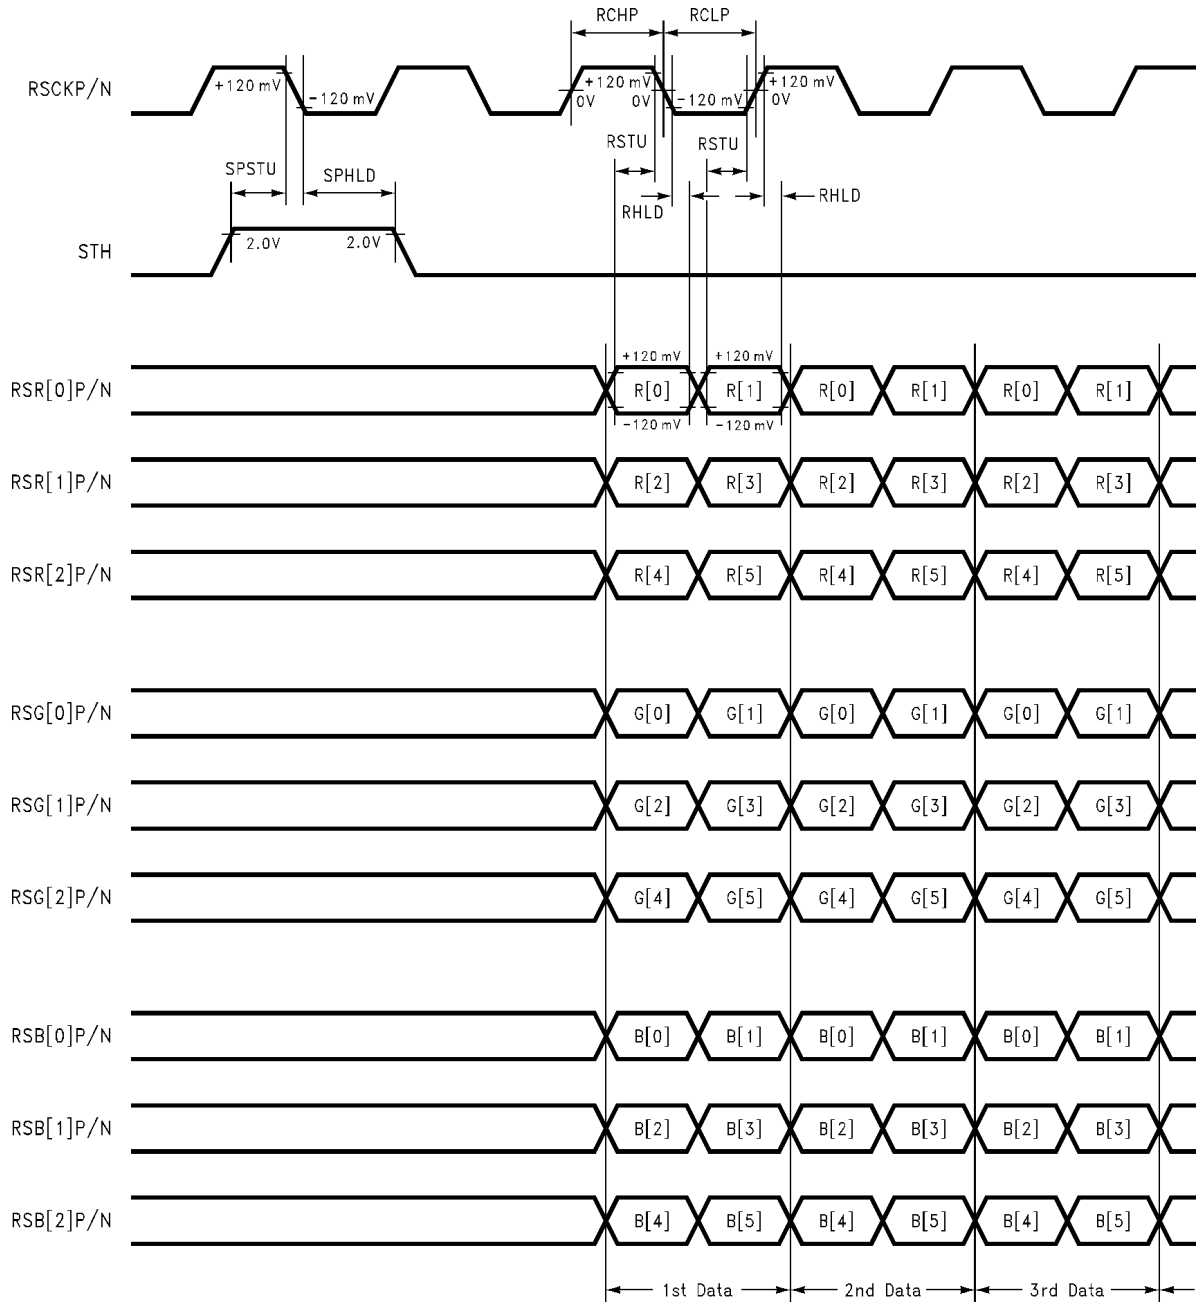 RCHP RCLP
RSCKP/N +120 mV -120 mV +120 mV 0V 0V -120 mV +120 mV 0V
RSTU RSTU
SPSTU SPHLD
RHLD RHLD
STH 2.0V 2.0V
+120 mV +120 mV
RSR[0]P/N R[0] R[1] R[0] R[1] R[0] R[1]
-120 mV -120 mV
RSR[1]P/N R[2] R[3] R[2] R[3] R[2] R[3]
RSR[2]P/N R[4] R[5] R[4] R[5] R[4] R[5]
RSG[0]P/N G[0] G[1] G[0] G[1] G[0] G[1]
RSG[1]P/N G[2] G[3] G[2] G[3] G[2] G[3]
RSG[2]P/N G[4] G[5] G[4] G[5] G[4] G[5]
RSB[0]P/N B[0] B[1] B[0] B[1] B[0] B[1]
RSB[1]P/N B[2] B[3] B[2] B[3] B[2] B[3]
RSB[2]P/N B[4] B[5] B[4] B[5] B[4] B[5]
1st Data 2nd Data 3rd Data